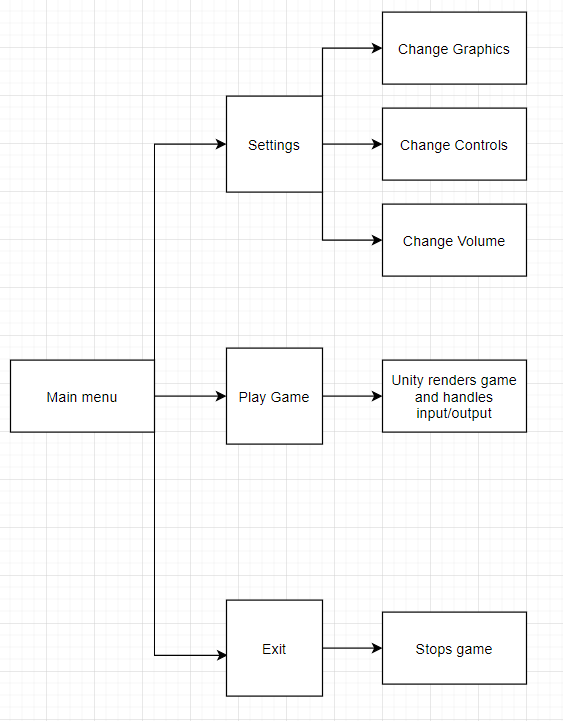 Change Graphics
Settings
Change Controls
Change Volume
Main menu
Play Game
Unity renders game
and handles
input/output
Exit
Stops game